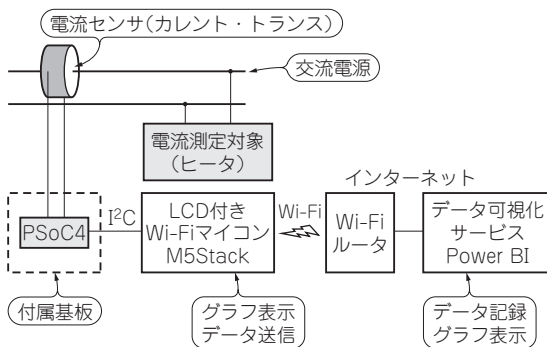 電流センサ(カレント・トランス)
交流電源
電流測定対象
(ヒータ)
インターネット
PSoC4
I²C
LCD付き
Wi-Fiマイコン
M5Stack
Wi-Fi
Wi-Fi
ルータ
データ可視化
サービス
Power BI
付属基板
グラフ表示
データ送信
データ記録
グラフ表示